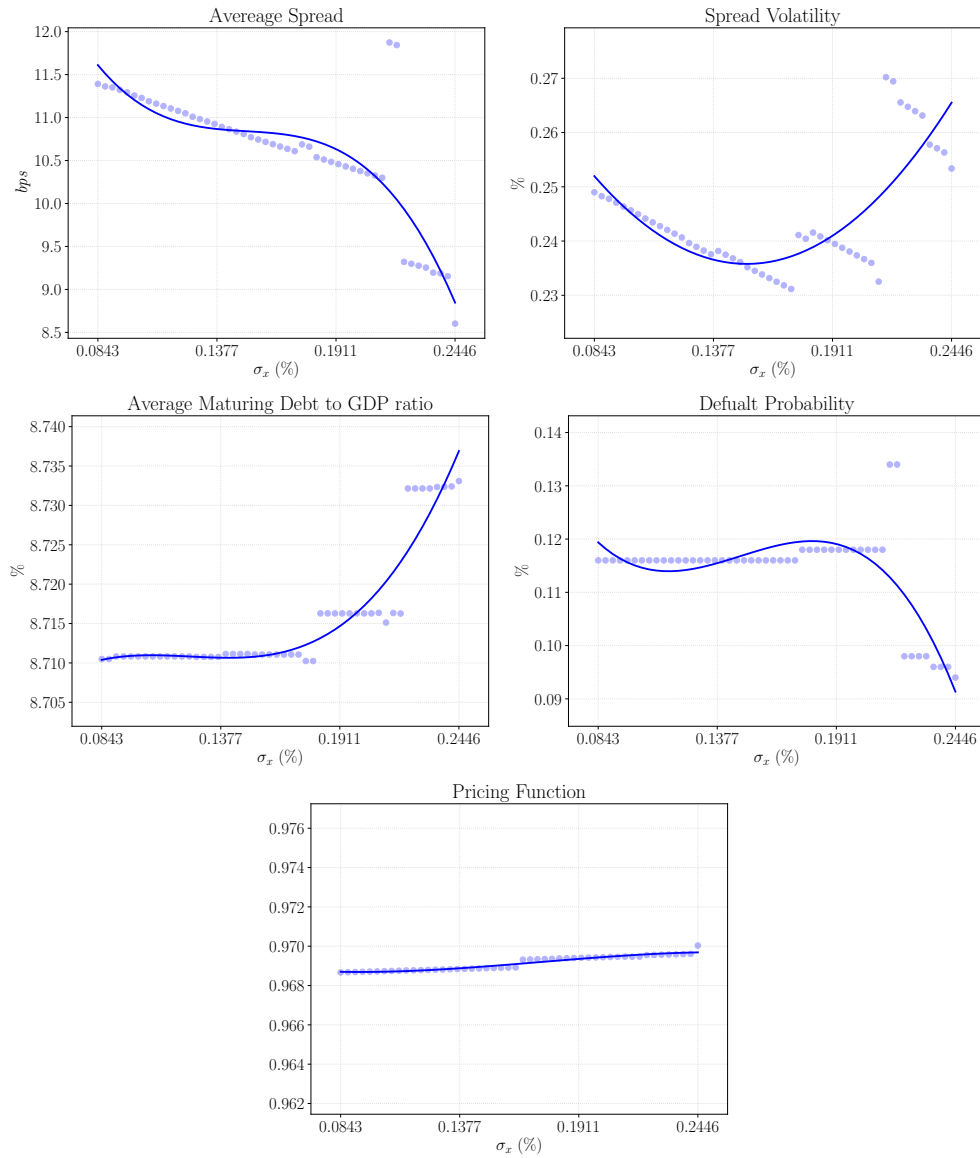 Avereage Spread
12.0
11.5
11.0
10.5
10.0
9.5
9.0
8.5
bps
0.0843 0.1377 0.1911 0.2446
σx (%)
Spread Volatility
0.27
0.26
0.25
0.24
0.23
%
0.0843 0.1377 0.1911 0.2446
σx (%)
Average Maturing Debt to GDP ratio
8.740
8.735
8.730
8.725
8.720
8.715
8.710
8.705
%
0.0843 0.1377 0.1911 0.2446
σx (%)
Defualt Probability
0.14
0.13
0.12
0.11
0.10
0.09
%
0.0843 0.1377 0.1911 0.2446
σx (%)
Pricing Function
0.976
0.974
0.972
0.970
0.968
0.966
0.964
0.962
0.0843 0.1377 0.1911 0.2446
σx (%)